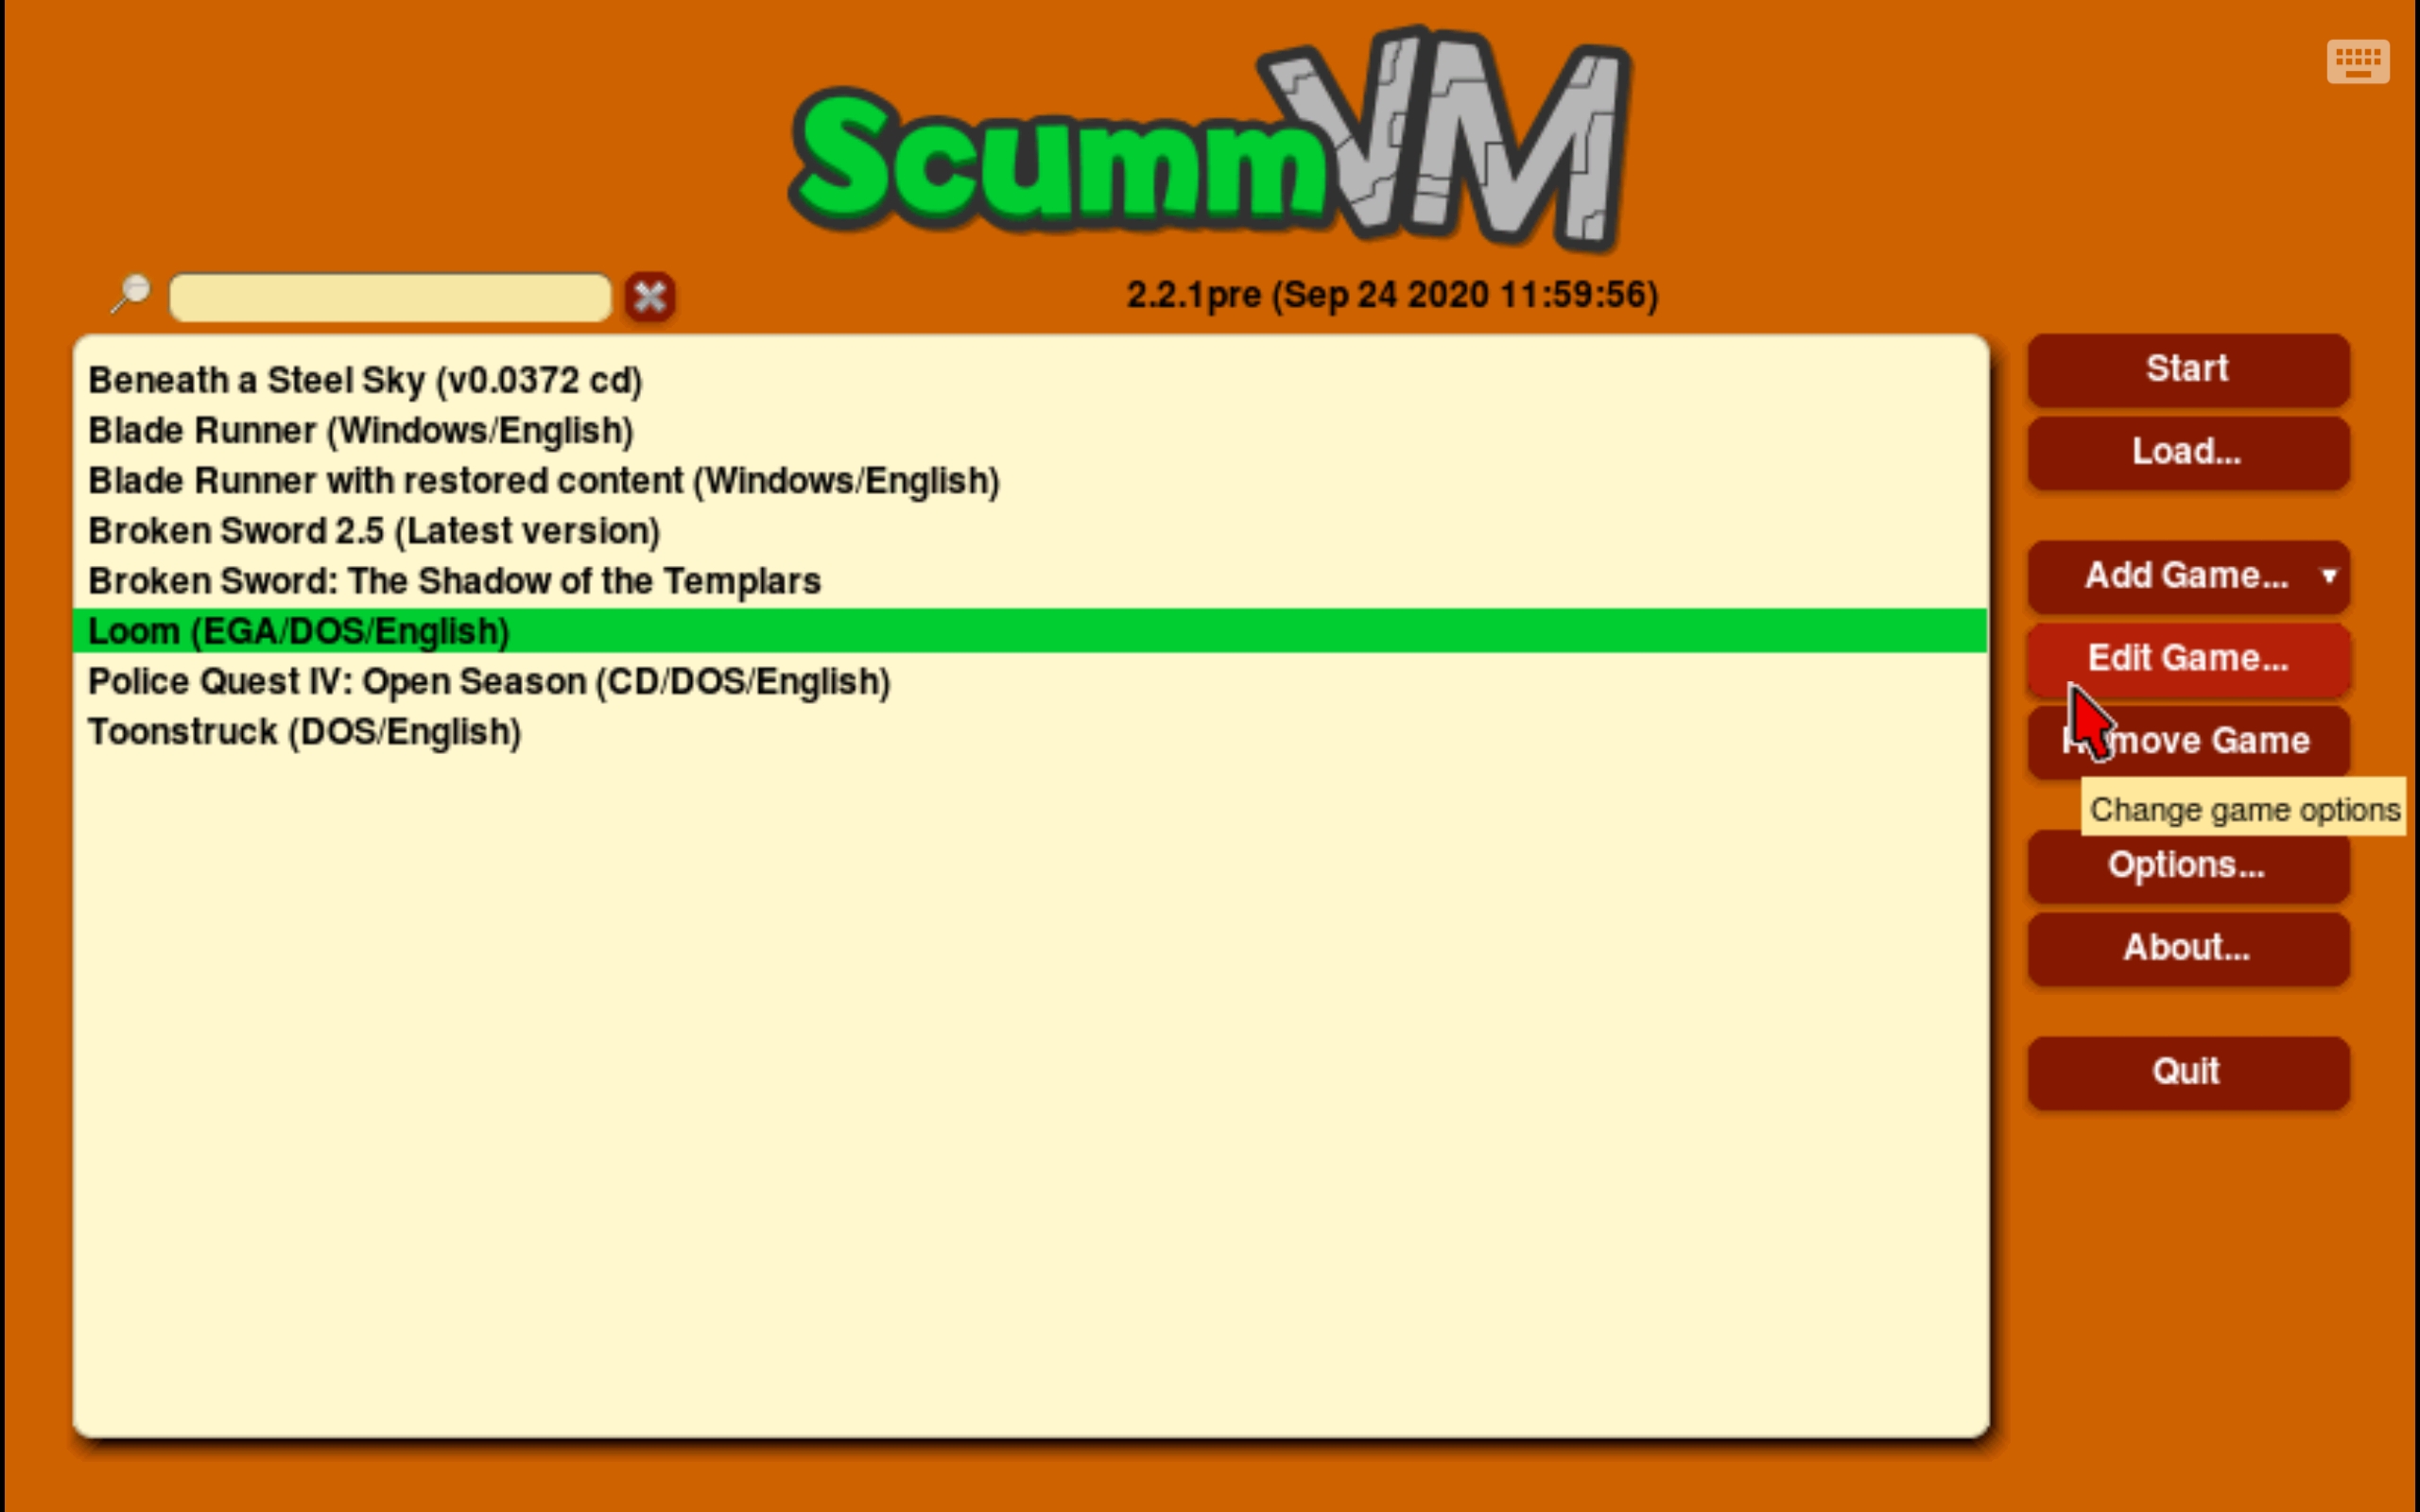 ScummVM
2.2.1pre (Sep 24 2020 11:59:56)
Beneath a Steel Sky (v0.0372 cd)
Blade Runner (Windows/English)
Blade Runner with restored content (Windows/English)
Broken Sword 2.5 (Latest version)
Broken Sword: The Shadow of the Templars
Loom (EGA/DOS/English)
Police Quest IV: Open Season (CD/DOS/English)
Toonstruck (DOS/English)
Start
Load...
Add Game...
Edit Game...
Remove Game
Change game options
Options...
About...
Quit